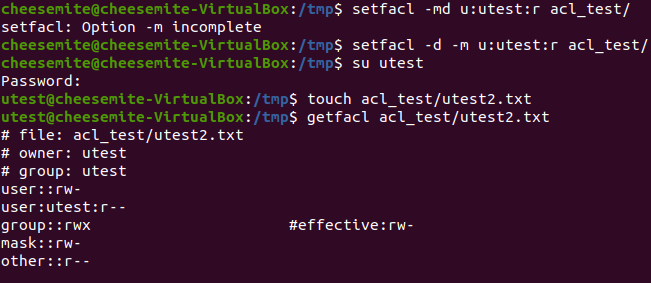 cheesemite@cheesemite-VirtualBox:/tmp$ setfacl -md u:utest:r acl_test/
setfacl: Option -m incomplete
cheesemite@cheesemite-VirtualBox:/tmp$ setfacl -d -m u:utest:r acl_test/
cheesemite@cheesemite-VirtualBox:/tmp$ su utest
Password:
utest@cheesemite-VirtualBox:/tmp$ touch acl_test/utest2.txt
utest@cheesemite-VirtualBox:/tmp$ getfacl acl_test/utest2.txt
# file: acl_test/utest2.txt
# owner: utest
# group: utest
user::rw-
user:utest:r--
group::rwx #effective:rw-
mask::rw-
other::r--